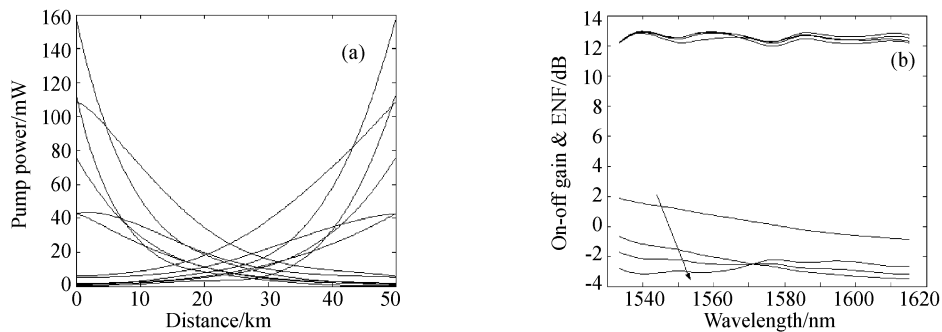 160
140
120
100
80
60
40
20
0
Pump power/mW
(a)
0 10 20 30 40 50
Distance/km
14
12
10
8
6
4
2
0
-2
-4
On-off gain & ENF/dB
(b)
1540 1560 1580 1600 1620
Wavelength/nm